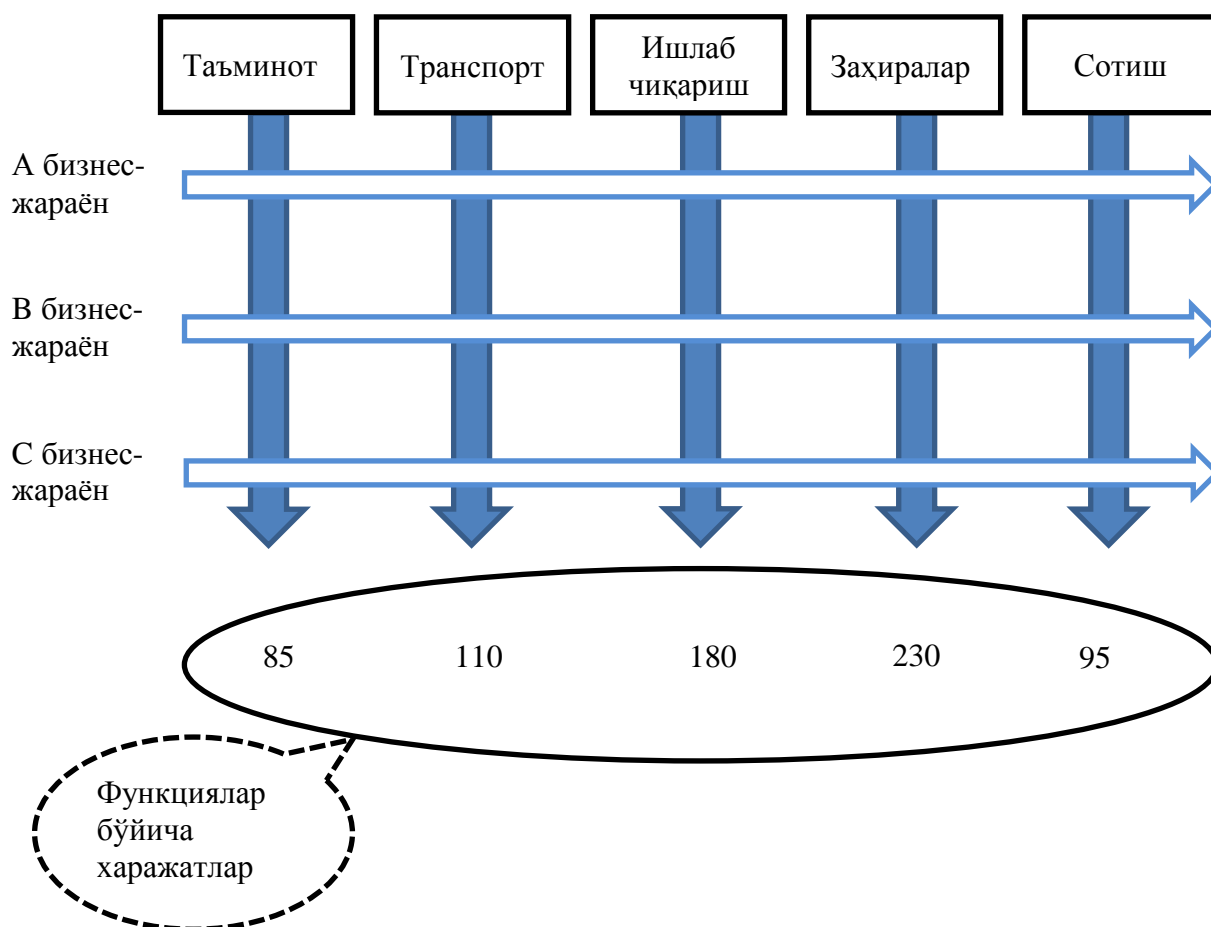 Таъминот
Транспорт
Ишлаб
чиқариш
Заҳиралар
Сотиш
А бизнес-
жараён
В бизнес-
жараён
С бизнес-
жараён
85 110 180 230 95
Функциялар
бўйича
харажатлар